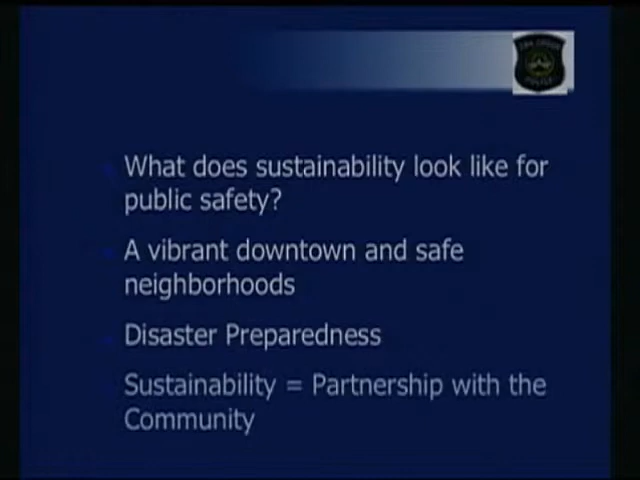 What does sustainability look like for
public safety?
A vibrant downtown and safe
neighborhoods
Disaster Preparedness
Sustainability = Partnership with the
Community